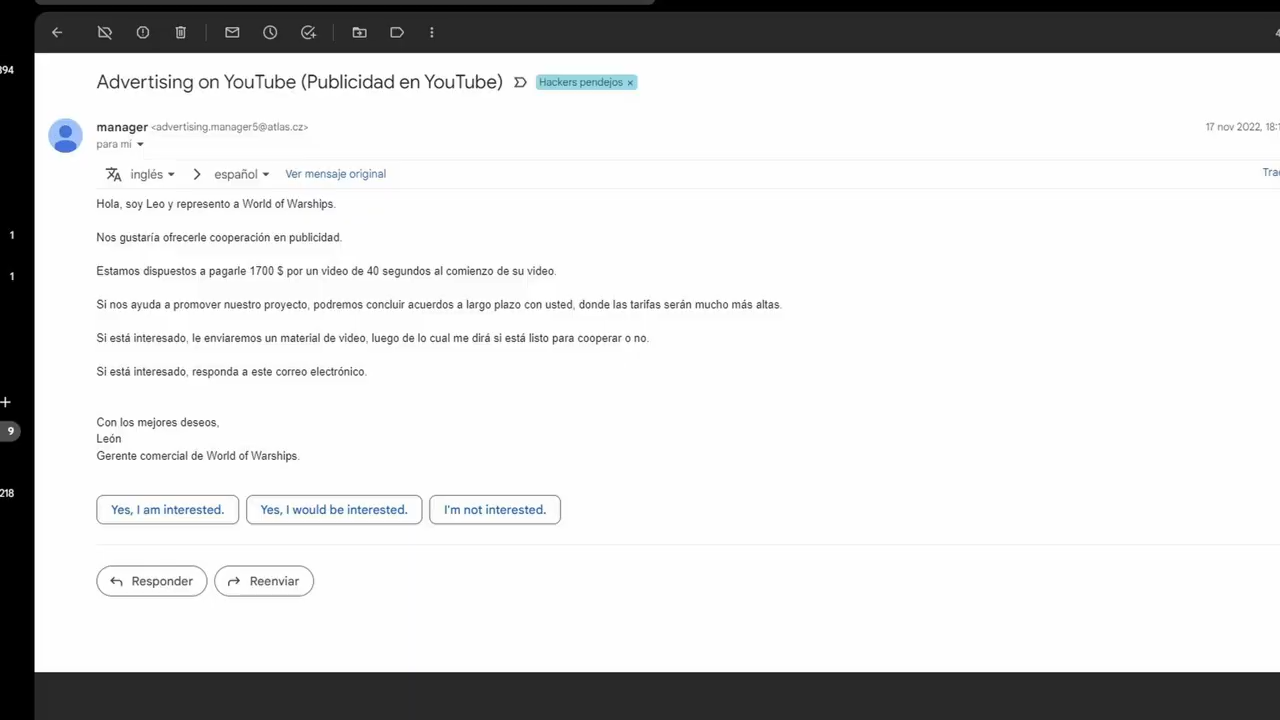 Advertising on YouTube (Publicidad en YouTube)
Hackers pendejos ×
394
manager <advertising.manager5@atlas.cz>
17 nov 2022, 18:1
para mí
inglés
español
Ver mensaje original
Hola, soy Leo y represento a World of Warships.
1
Nos gustaría ofrecerle cooperación en publicidad.
Estamos dispuestos a pagarle 1700 $ por un video de 40 segundos al comienzo de su video.
1
Si nos ayuda a promover nuestro proyecto, podremos concluir acuerdos a largo plazo con usted, donde las tarifas serán mucho más altas.
Si está interesado, le enviaremos un material de video, luego de lo cual me dirá si está listo para cooperar o no.
Si está interesado, responda a este correo electrónico.
Con los mejores deseos,
9
León
Gerente comercial de World of Warships.
218
Yes, I am interested.
Yes, I would be interested.
I'm not interested.
Responder
Reenviar